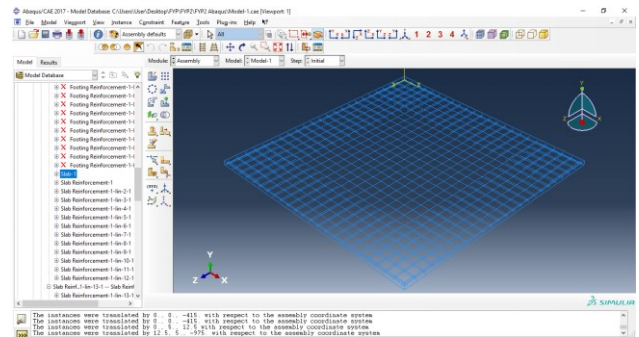 Abaqus/CAE 2017 - Model Database: C:\Users\User\Desktop\FYP\FYP2\FYP2 Abaqus\Model-1.cae [Viewport: 1]
File Model Viewport View Instance Constraint Feature Tools Plug-ins Help
Assembly defaults All 1 2 3 4
Model Results Module: Assembly Model: Model-1 Step: Initial
Model Database
Footing Reinforcement-1-l
Footing Reinforcement-1-l
Footing Reinforcement-1-l
Footing Reinforcement-1-l
Footing Reinforcement-1-l
Footing Reinforcement-1-l
Footing Reinforcement-1-l
Footing Reinforcement-1-l
Footing Reinforcement-1-l
Footing Reinforcement-1-l
Slab-1
Slab Reinforcement-1
Slab Reinforcement-1-lin-2-1
Slab Reinforcement-1-lin-3-1
Slab Reinforcement-1-lin-4-1
Slab Reinforcement-1-lin-5-1
Slab Reinforcement-1-lin-6-1
Slab Reinforcement-1-lin-7-1
Slab Reinforcement-1-lin-8-1
Slab Reinforcement-1-lin-9-1
Slab Reinforcement-1-lin-10-1
Slab Reinforcement-1-lin-11-1
Slab Reinforcement-1-lin-12-1
Slab Reinf..1-lin-13-1 -- Slab Reinf
Slab Reinforcement-1-lin-13-1
Y
Z X
Y
Z X
SIMULIA
The instances were translated by 0., 0., -415. with respect to the assembly coordinate system
The instances were translated by 0., 0., -415. with respect to the assembly coordinate system
The instances were translated by 0., 5., 12.5 with respect to the assembly coordinate system
The instances were translated by 12.5, 5., -975. with respect to the assembly coordinate system